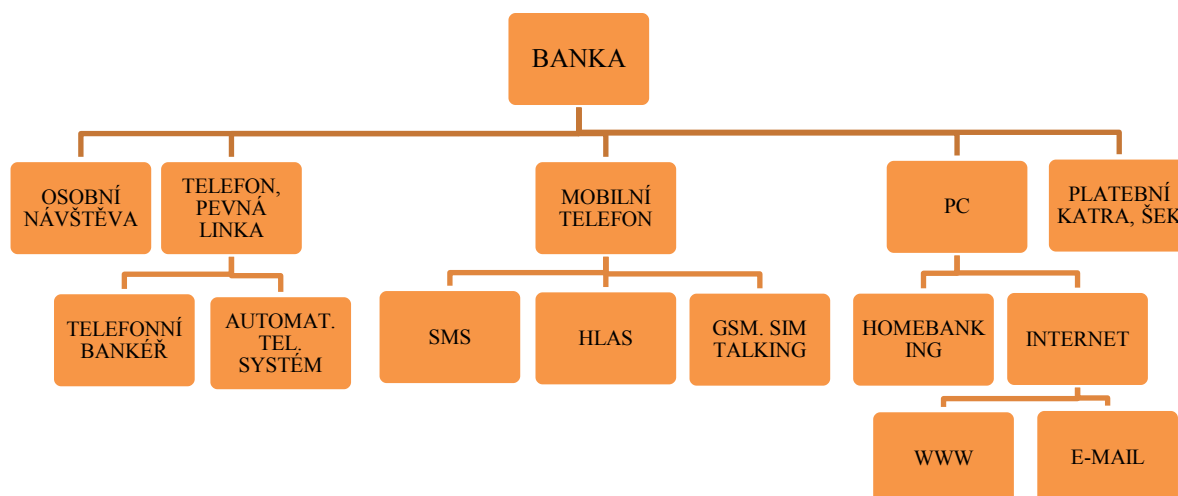 BANKA
OSOBNÍ
NÁVŠTĚVA
TELEFON,
PEVNÁ
LINKA
MOBILNÍ
TELEFON
PC
PLATEBNÍ
KATRA, ŠEK
TELEFONNÍ
BANKÉŘ
AUTOMAT.
TEL.
SYSTÉM
SMS
HLAS
GSM. SIM
TALKING
HOMEBANK
ING
INTERNET
WWW
E-MAIL